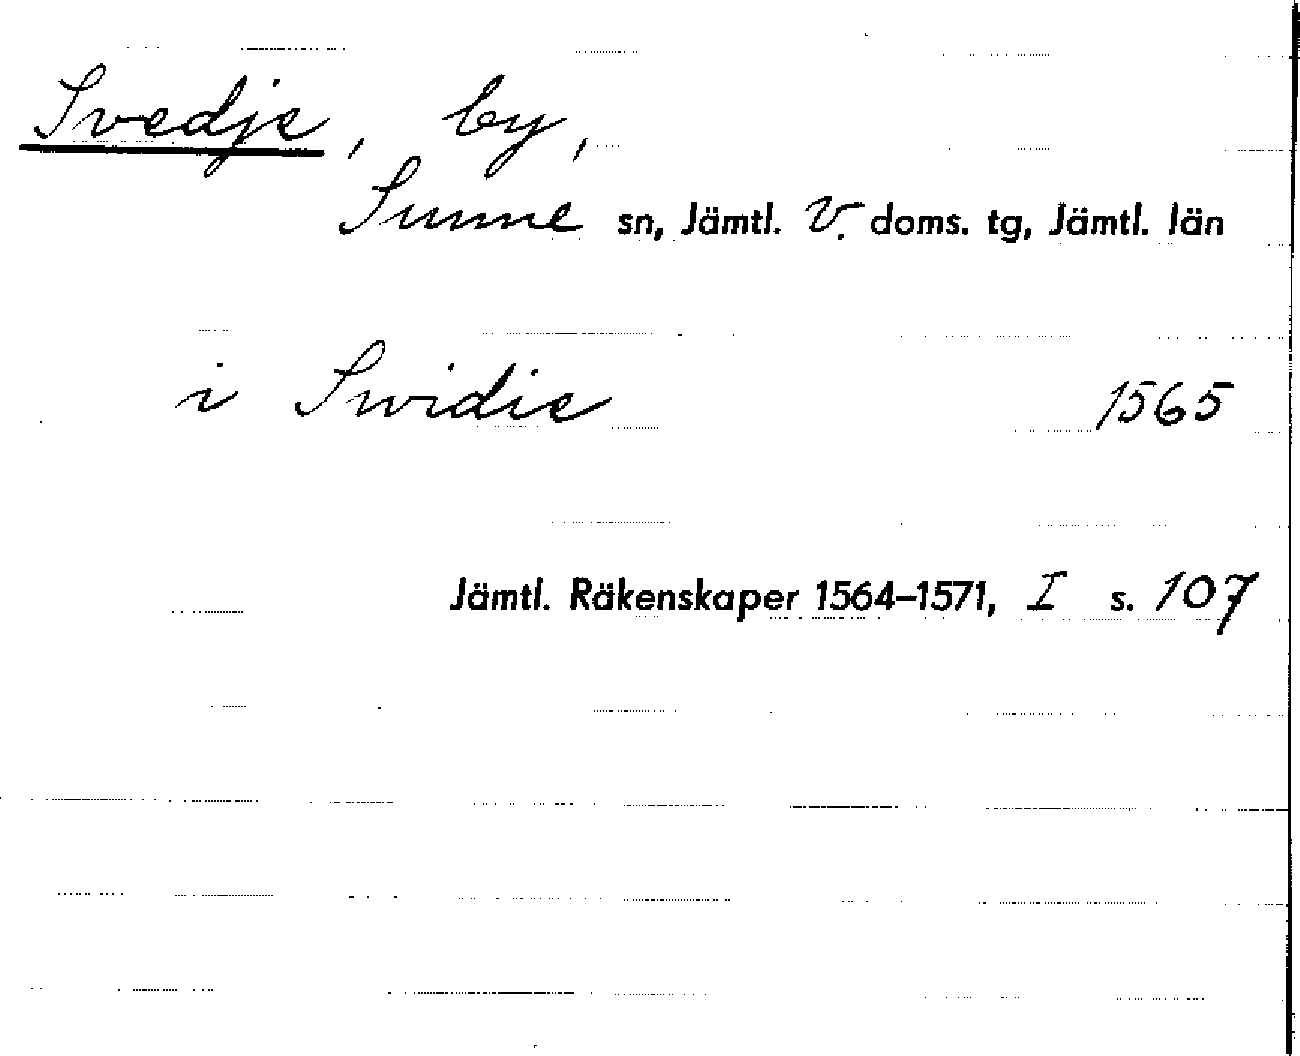 Svedje, by,
Sunne sn, Jämtl. V. doms. tg, Jämtl. län
i Swidie 1565
Jämtl. Räkenskaper 1564–1571, I s. 107